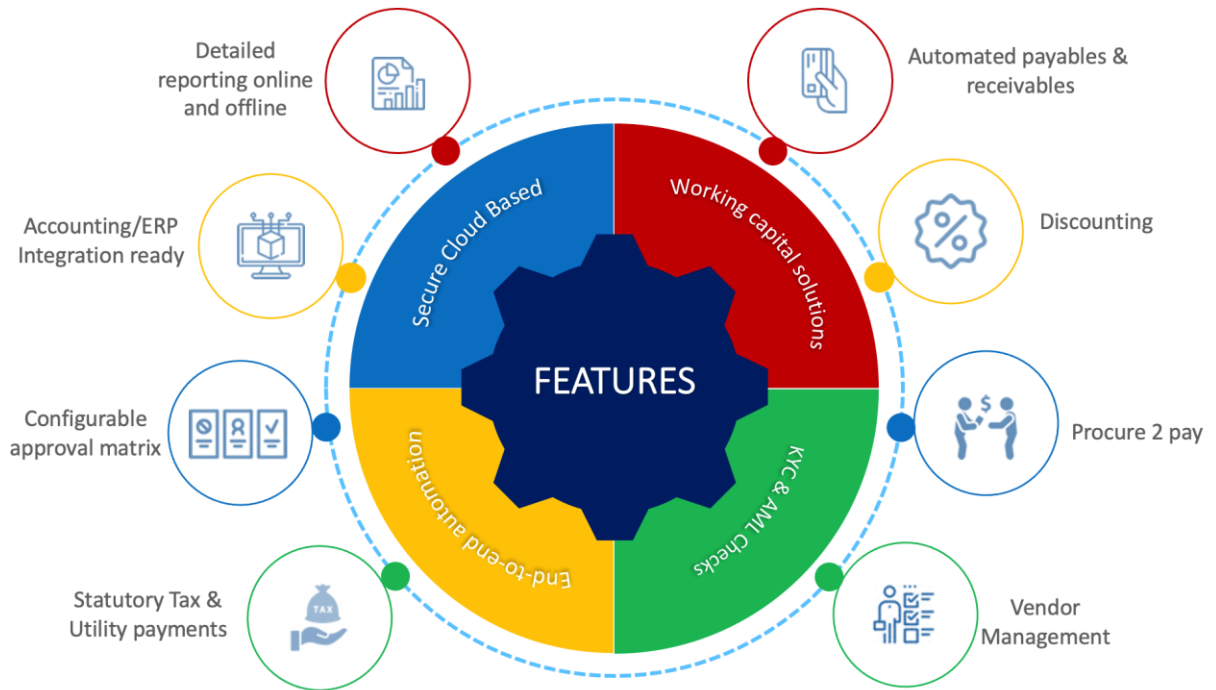 Detailed
reporting online
and offline
Automated payables &
receivables
Accounting/ERP
Integration ready
Discounting
Secure Cloud Based
Working capital solutions
FEATURES
Configurable
approval matrix
Procure 2 pay
End-to-end automation
KYC & AML Checks
Statutory Tax &
Utility payments
TAX
Vendor
Management
$
%